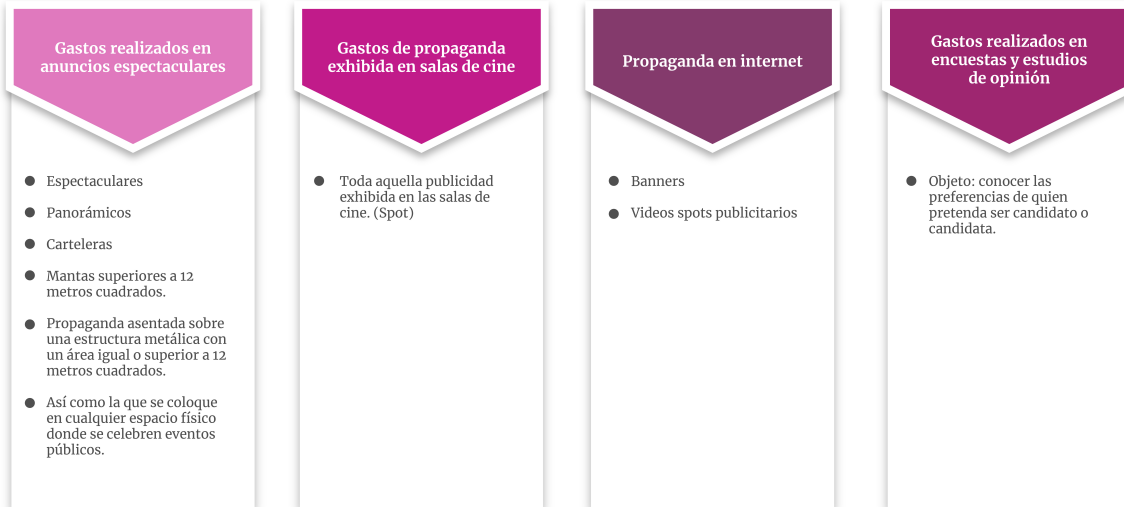 Gastos realizados en
anuncios espectaculares
Espectaculares
Panorámicos
Carteleras
Mantas superiores a 12
metros cuadrados.
Propaganda asentada sobre
una estructura metálica con
un área igual o superior a 12
metros cuadrados.
Así como la que se coloque
en cualquier espacio físico
donde se celebren eventos
públicos.
Gastos de propaganda
exhibida en salas de cine
Toda aquella publicidad
exhibida en las salas de
cine. (Spot)
Propaganda en internet
Banners
Videos spots publicitarios
Gastos realizados en
encuestas y estudios
de opinión
Objeto: conocer las
preferencias de quien
pretenda ser candidato o
candidata.